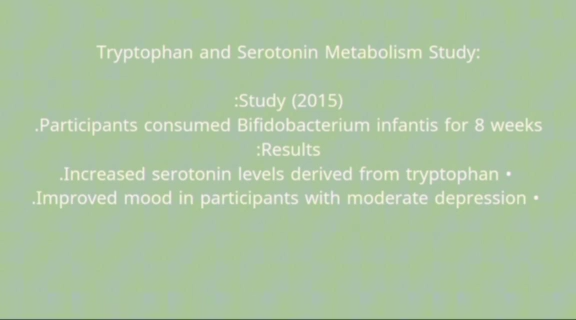 Tryptophan and Serotonin Metabolism Study:
:Study (2015)
.Participants consumed Bifidobacterium infantis for 8 weeks
:Results
.Increased serotonin levels derived from tryptophan •
.Improved mood in participants with moderate depression •